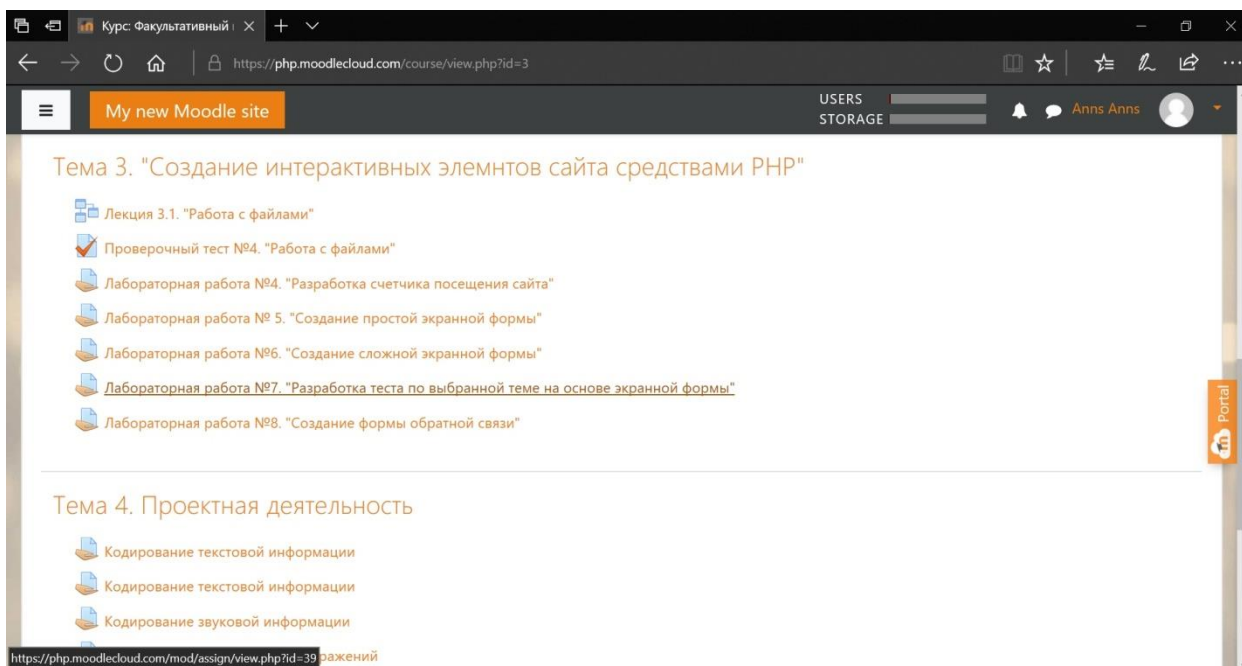 Курс: Факультативный
https://php.moodlecloud.com/course/view.php?id=3
My new Moodle site
USERS
STORAGE
Anns Anns
Тема 3. "Создание интерактивных элемнтов сайта средствами PHP"
Лекция 3.1. "Работа с файлами"
Проверочный тест №4. "Работа с файлами"
Лабораторная работа №4. "Разработка счетчика посещения сайта"
Лабораторная работа № 5. "Создание простой экранной формы"
Лабораторная работа №6. "Создание сложной экранной формы"
Лабораторная работа №7. "Разработка теста по выбранной теме на основе экранной формы"
Лабораторная работа №8. "Создание формы обратной связи"
Portal
Тема 4. Проектная деятельность
Кодирование текстовой информации
Кодирование текстовой информации
Кодирование звуковой информации
https://php.moodlecloud.com/mod/assign/view.php?id=39